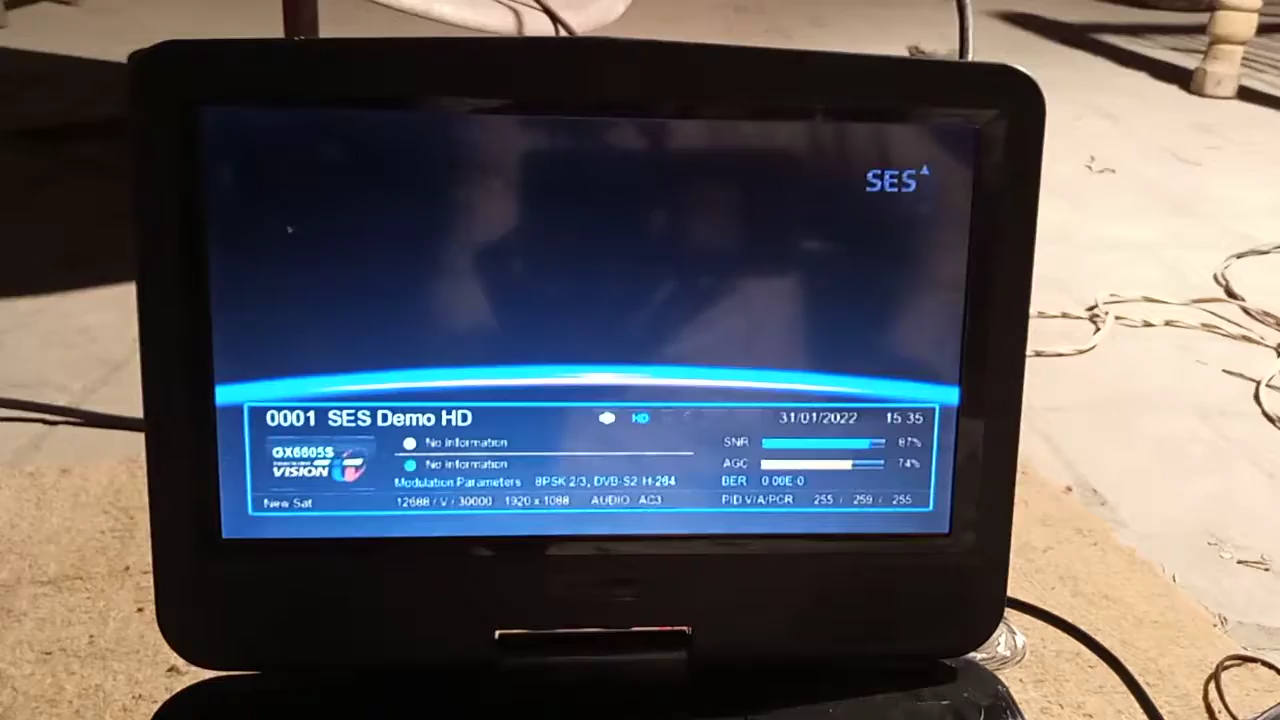 SES
0001 SES Demo HD HD 31/01/2022 15:35
GX6605S
VISION
No Information
No Information
SNR 87%
AGC 74%
Modulation Parameters 8PSK 2/3, DVB-S2 H-264
BER 0.00E-0
New Sat 12688 / V / 30000 1920 x 1088 AUDIO AC3 PID V/A/PCR 255 / 259 / 255